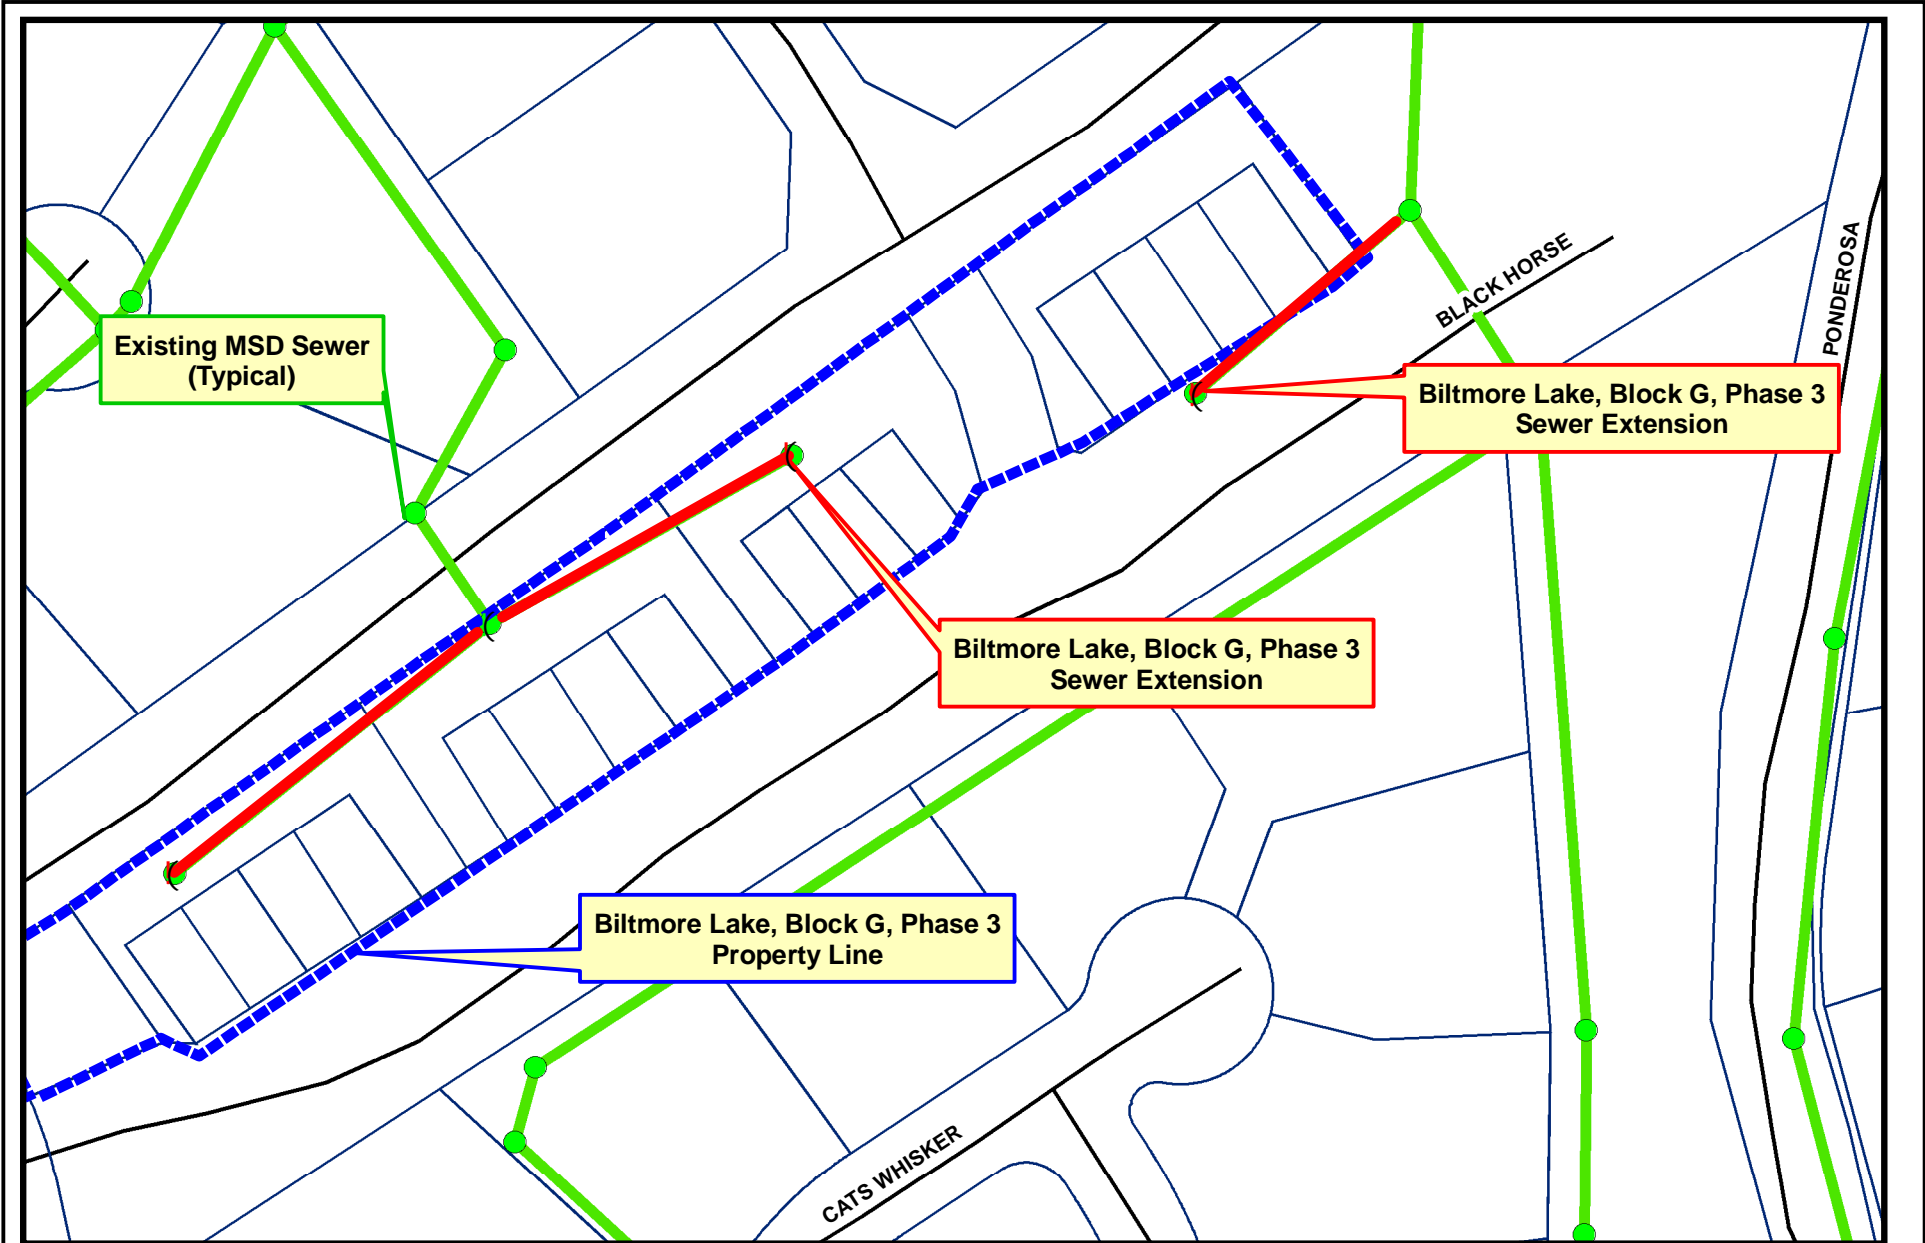 BLACK HORSE
PONDEROSA
Existing MSD Sewer
(Typical)
Biltmore Lake, Block G, Phase 3
Sewer Extension
Biltmore Lake, Block G, Phase 3
Sewer Extension
Biltmore Lake, Block G, Phase 3
Property Line
CATS WHISKER